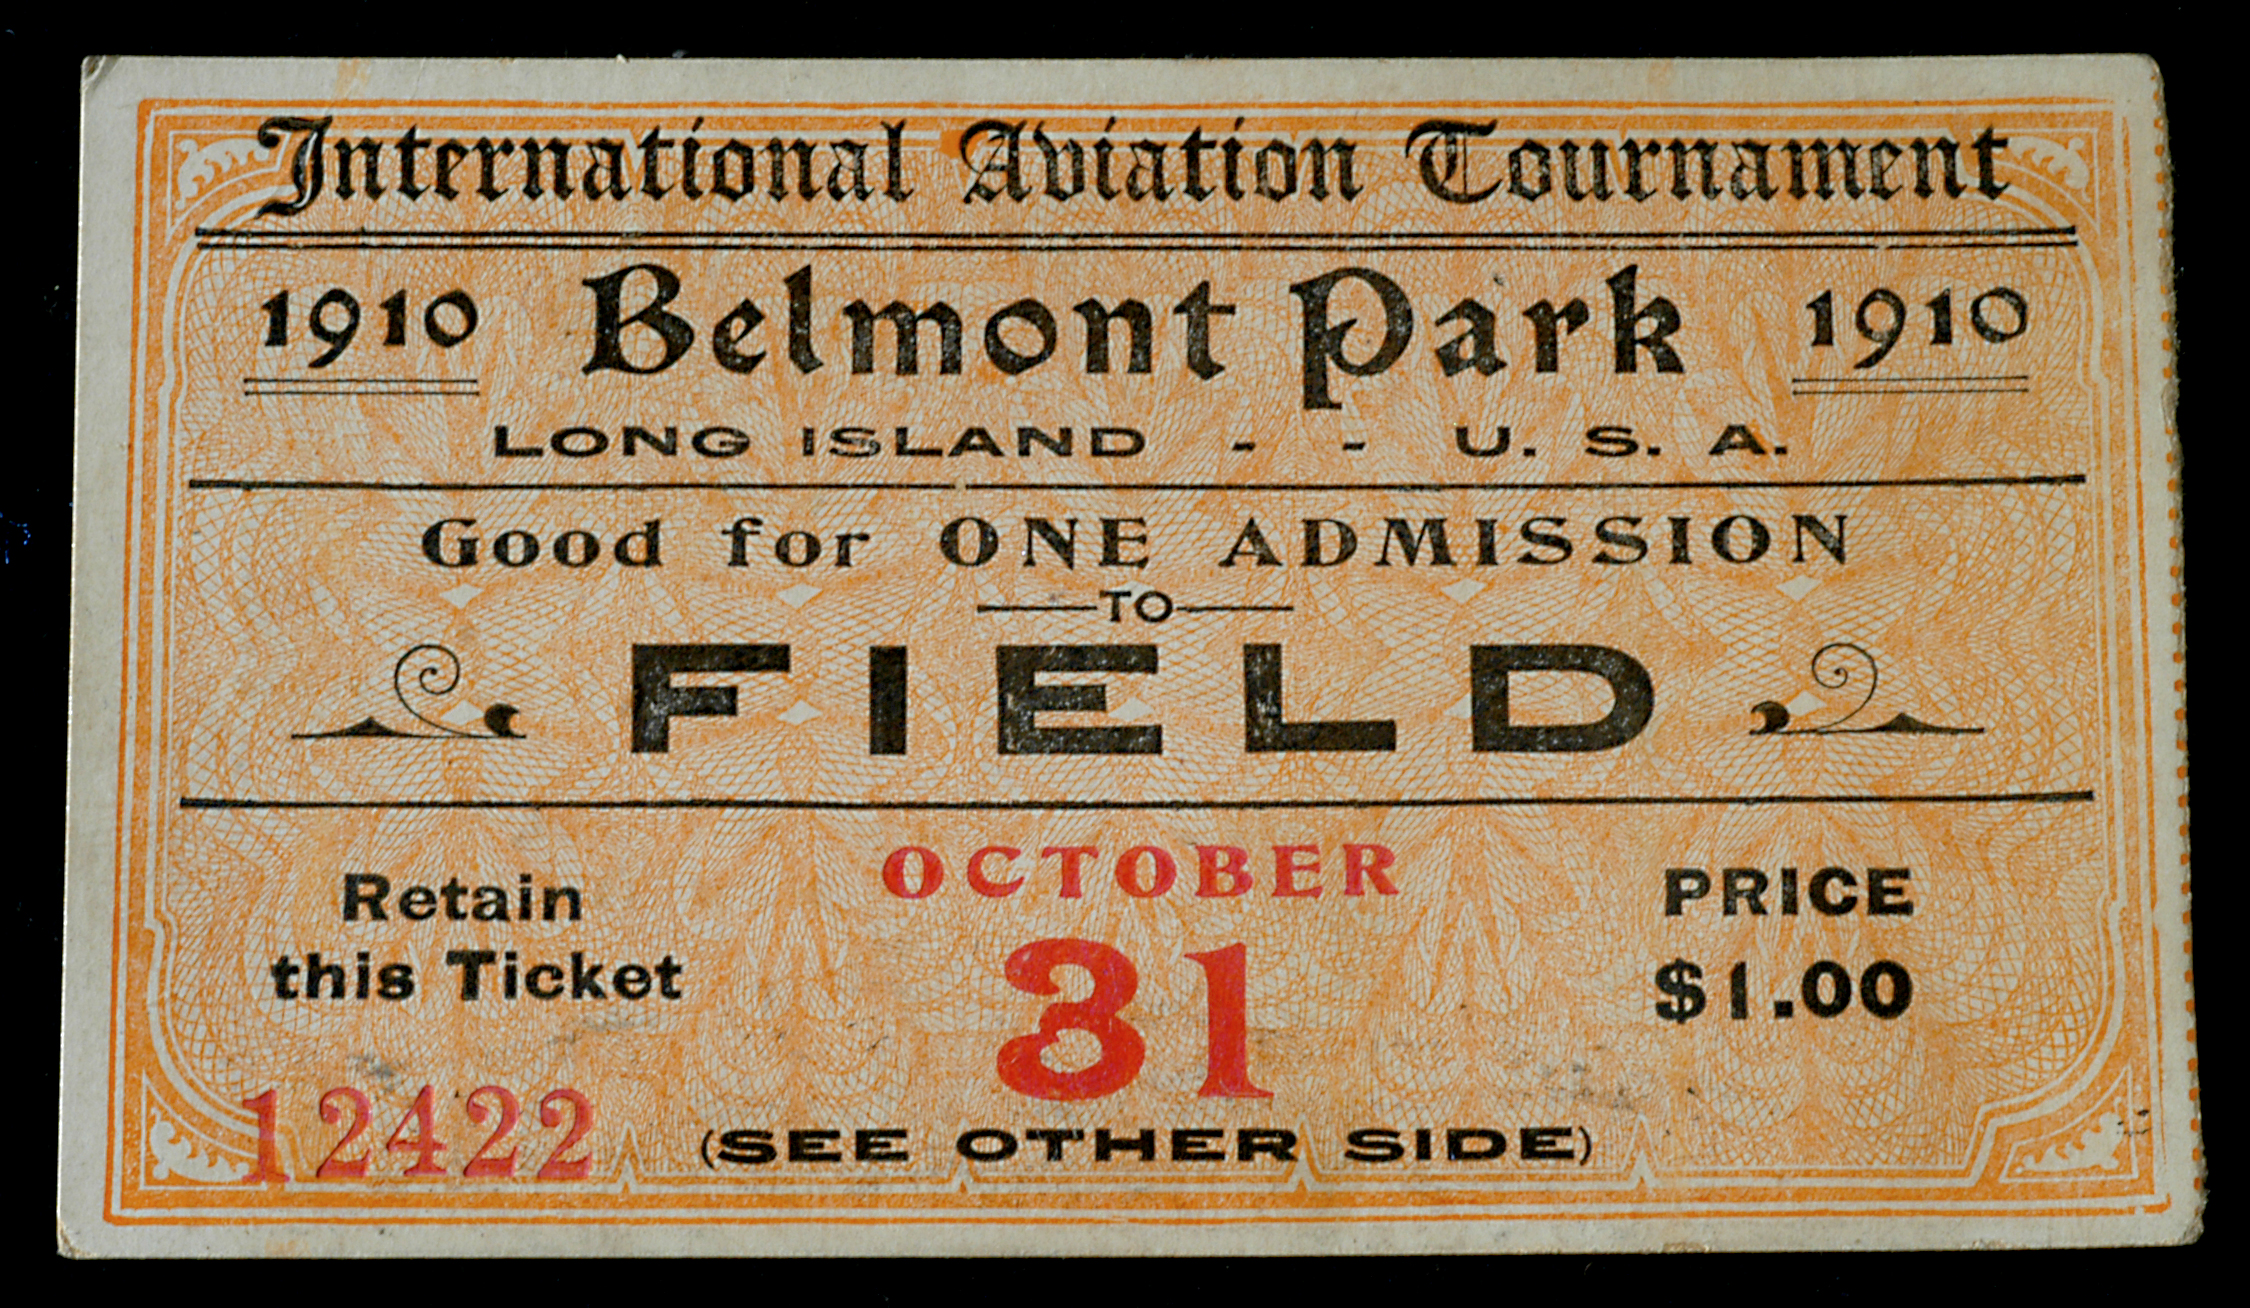 International Aviation Tournament
1910 Belmont Park 1910
LONG ISLAND - - U. S. A.
Good for ONE ADMISSION
TO
FIELD
OCTOBER
31
Retain
this Ticket
PRICE
$1.00
12422
(SEE OTHER SIDE)